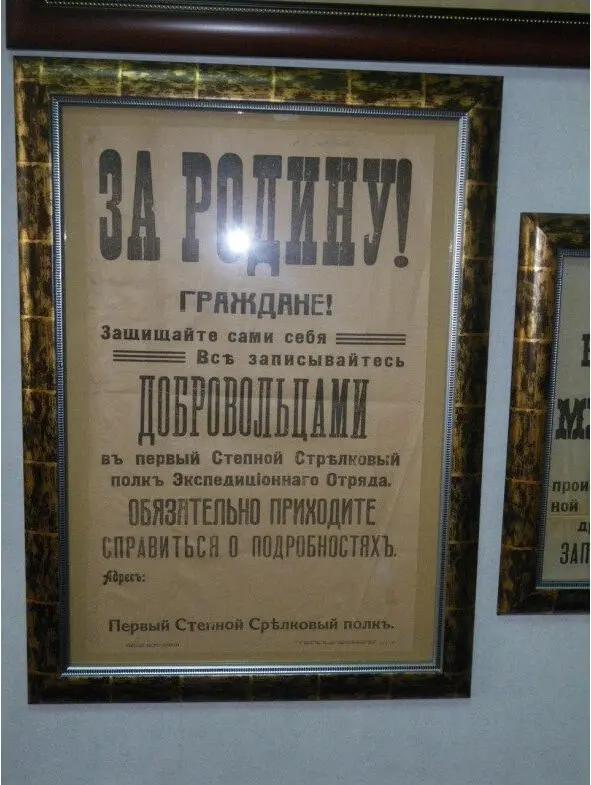 ЗА РОДИНУ!
ГРАЖДАНЕ!
Защищайте сами себя
Всѣ записывайтесь
ДОБРОВОЛЬЦАМИ
въ первый Степной Стрѣлковый
полкъ Экспедиціоннаго Отряда.
ОБЯЗАТЕЛЬНО ПРИХОДИТЕ
СПРАВИТЬСЯ О ПОДРОБНОСТЯХЪ.
Адресъ:
Первый Степной Срѣлковый полкъ.